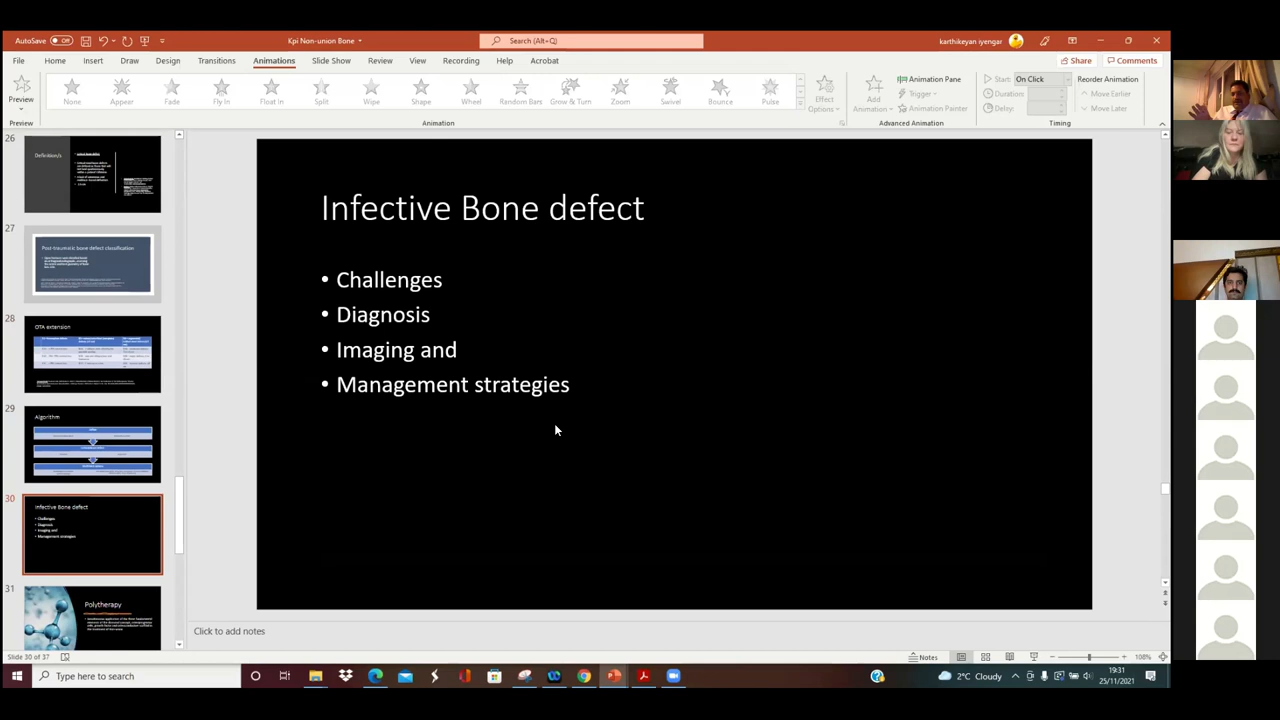 AutoSave
Off
Kpi Non-union Bone
Search (Alt+Q)
karthikeyan iyengar
File
Home
Insert
Draw
Design
Transitions
Animations
Slide Show
Review
View
Recording
Help
Acrobat
Share
Comments
Preview
None
Appear
Fade
Fly In
Float In
Split
Wipe
Shape
Wheel
Random Bars
Grow & Turn
Zoom
Swivel
Bounce
Pulse
Effect
Options
Add
Animation
Animation Pane
Trigger
Animation Painter
Start:
On Click
Duration:
Delay:
Reorder Animation
Move Earlier
Move Later
Preview
Animation
Advanced Animation
Timing
26
Definition/s
27
Post-traumatic bone defect classification
28
OTA extension
29
Algorithm
30
Infective Bone defect
• Challenges
• Diagnosis
• Imaging and
• Management strategies
31
Polytherapy
Infective Bone defect
• Challenges
• Diagnosis
• Imaging and
• Management strategies
Click to add notes
Slide 30 of 37
Notes
108%
Type here to search
2°C Cloudy
19:31
25/11/2021